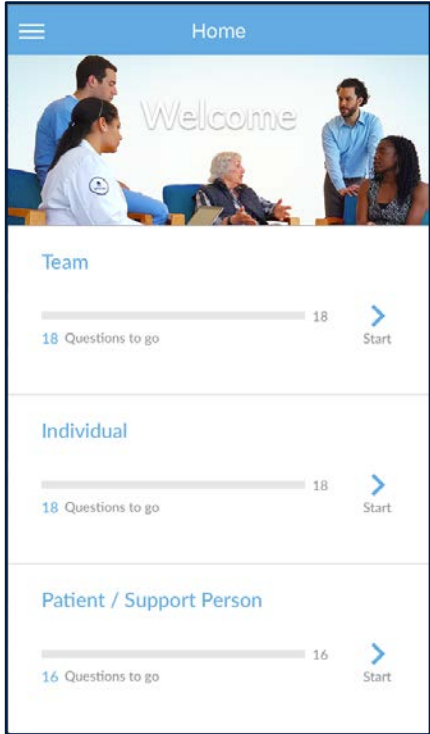 Home
Welcome
Team
18
18 Questions to go
Start
Individual
18
18 Questions to go
Start
Patient / Support Person
16
16 Questions to go
Start